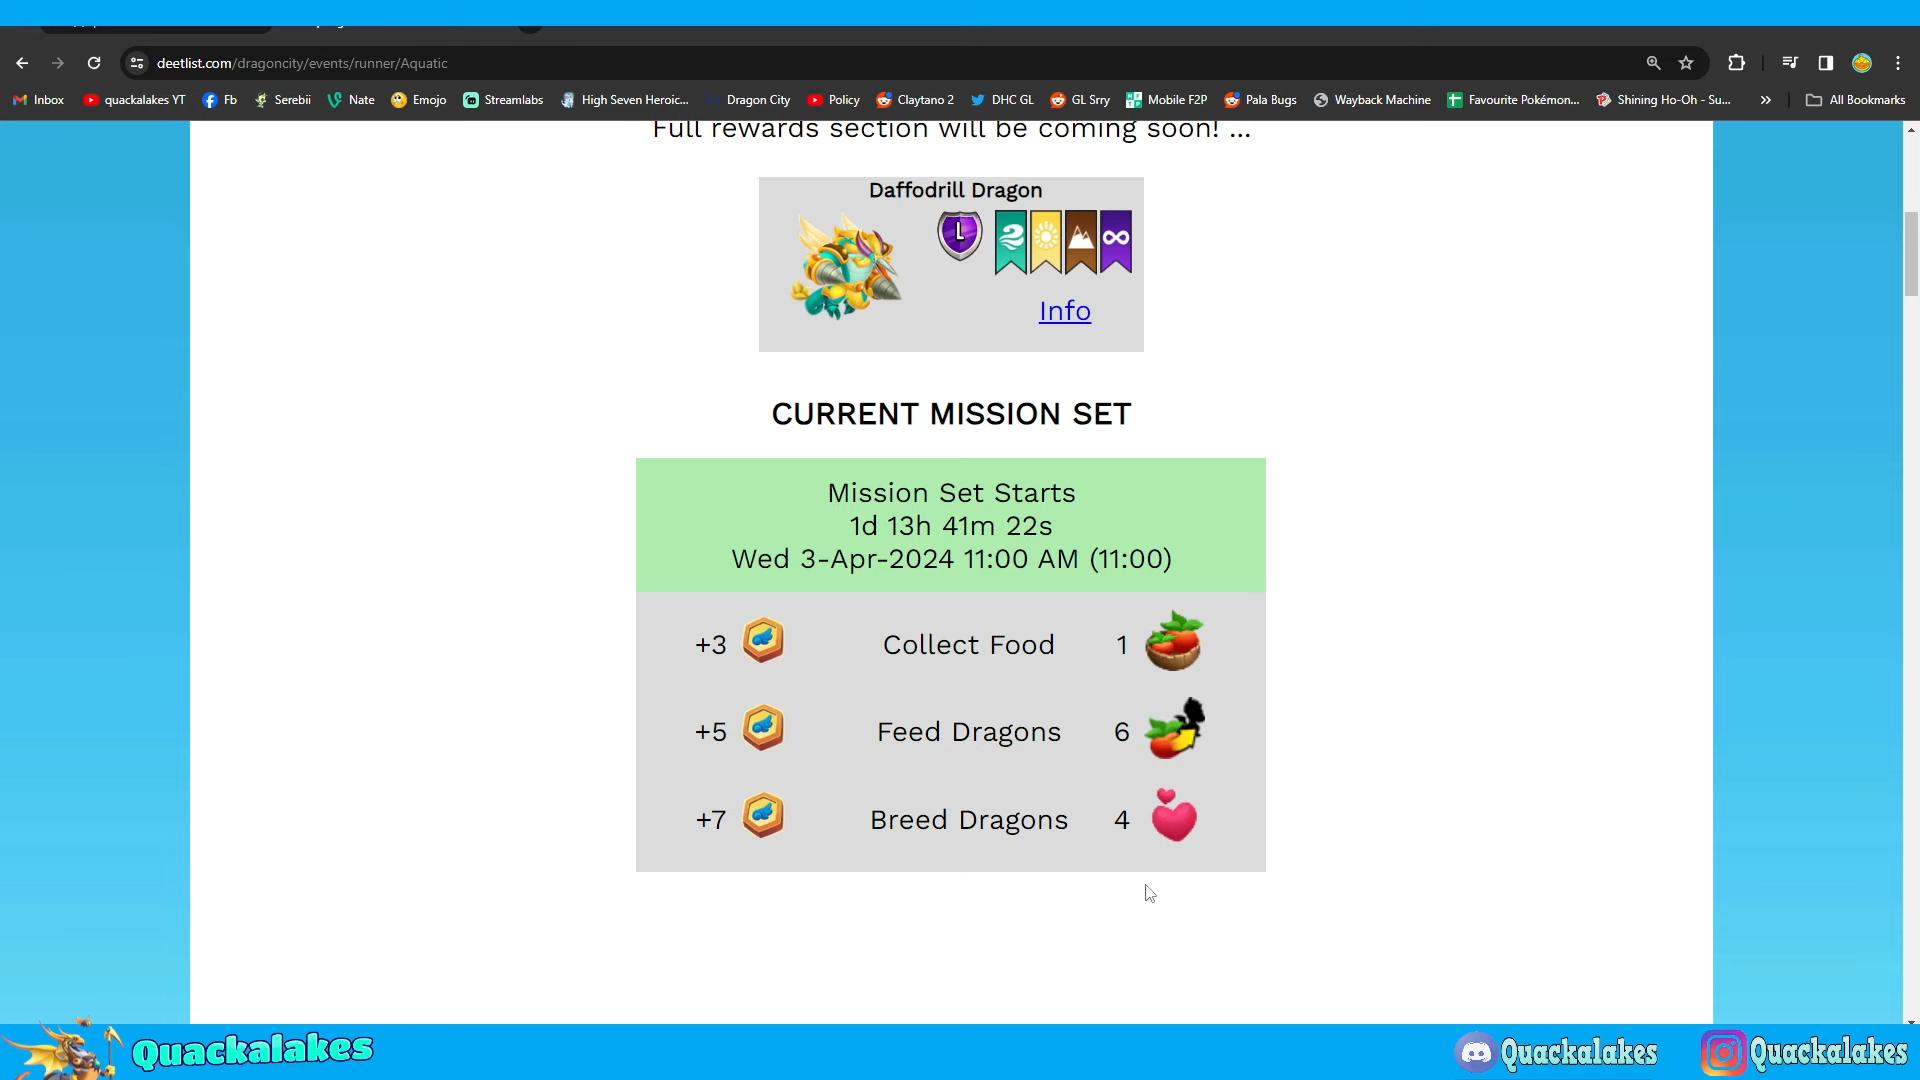 deetlist.com/dragoncity/events/runner/Aquatic
Inbox quackalakes YT Fb Serebii Nate Emojo Streamlabs High Seven Heroic... Dragon City Policy Claytano 2 DHC GL GL Srry Mobile F2P Pala Bugs Wayback Machine Favourite Pokémon... Shining Ho-Oh - Su... » All Bookmarks
Full rewards section will be coming soon! ...
Daffodrill Dragon
L
Info
CURRENT MISSION SET
Mission Set Starts
1d 13h 41m 22s
Wed 3-Apr-2024 11:00 AM (11:00)
+3 Collect Food 1
+5 Feed Dragons 6
+7 Breed Dragons 4
Quackalakes Quackalakes Quackalakes